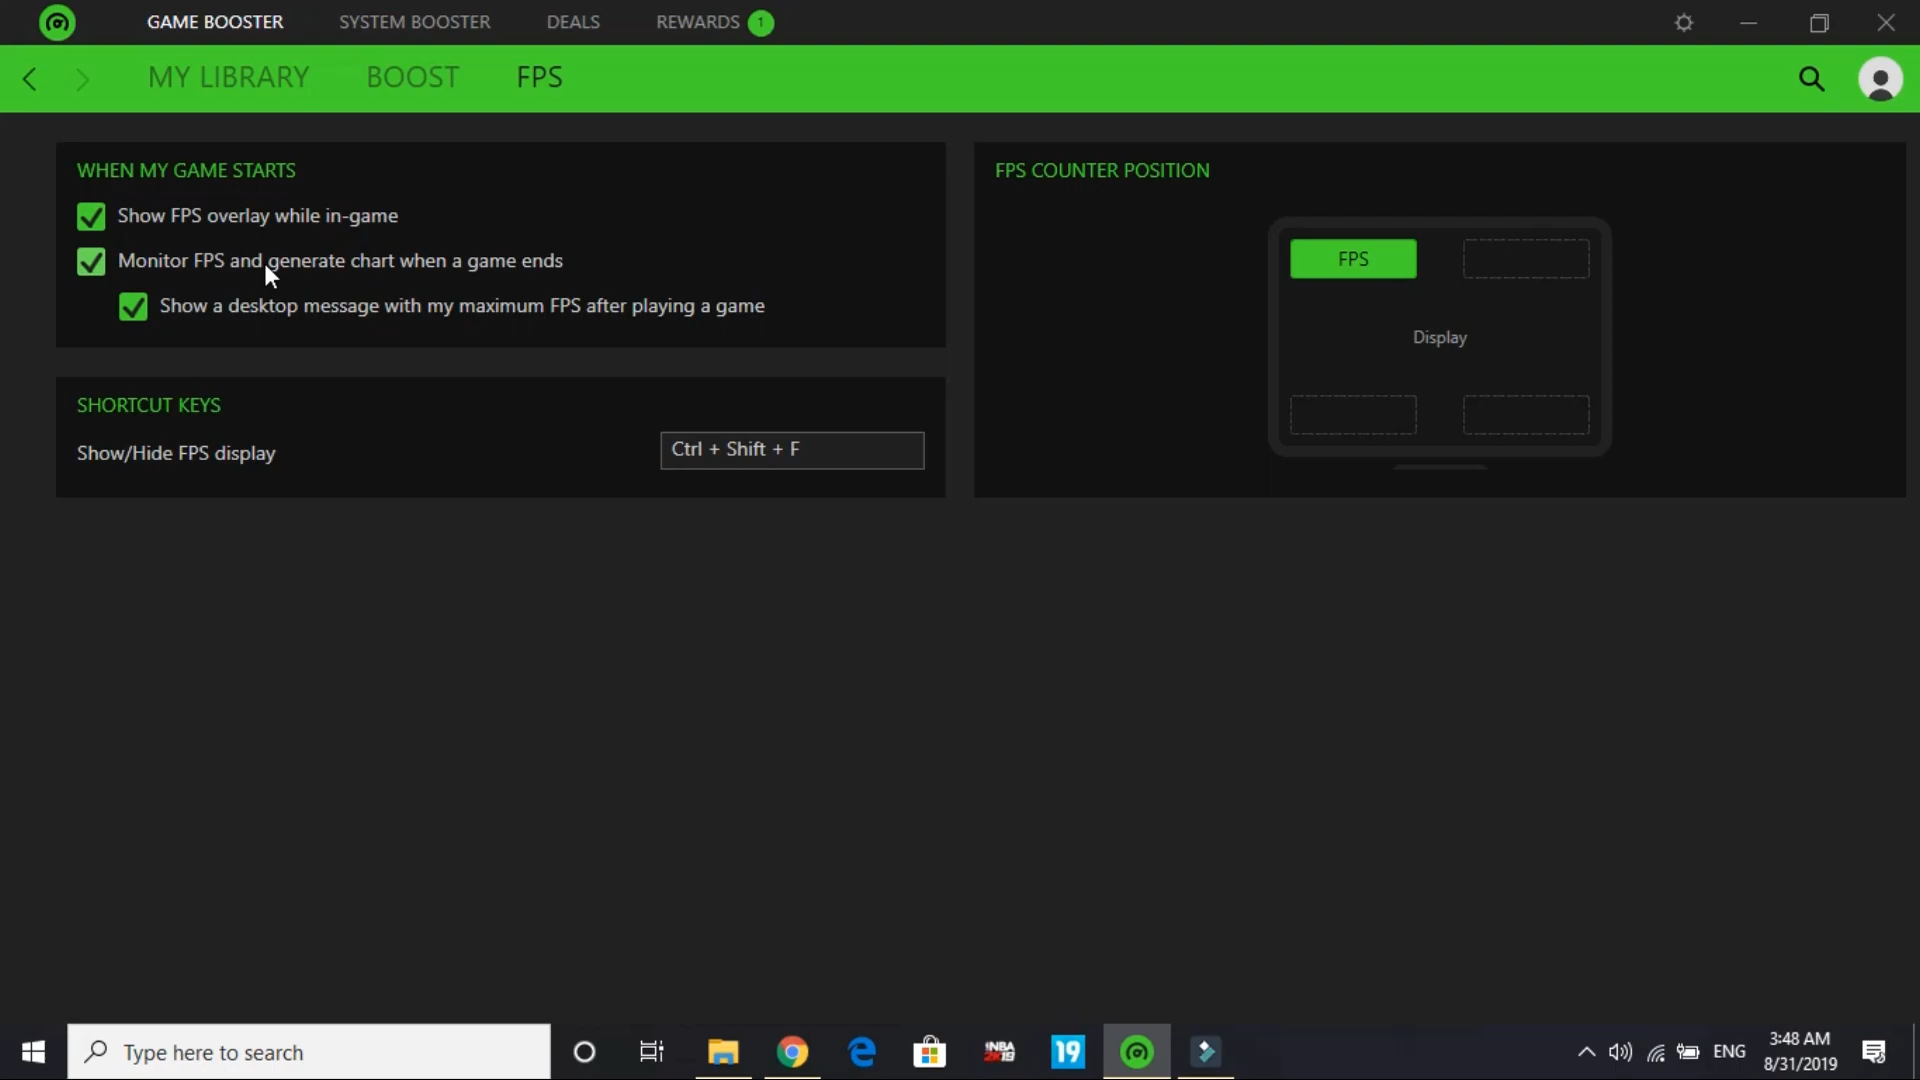 GAME BOOSTER SYSTEM BOOSTER DEALS REWARDS 1
MY LIBRARY BOOST FPS
WHEN MY GAME STARTS
Show FPS overlay while in-game
Monitor FPS and generate chart when a game ends
Show a desktop message with my maximum FPS after playing a game
SHORTCUT KEYS
Show/Hide FPS display Ctrl + Shift + F
FPS COUNTER POSITION
FPS
Display
Type here to search
NBA
2K19
19
ENG
3:48 AM
8/31/2019